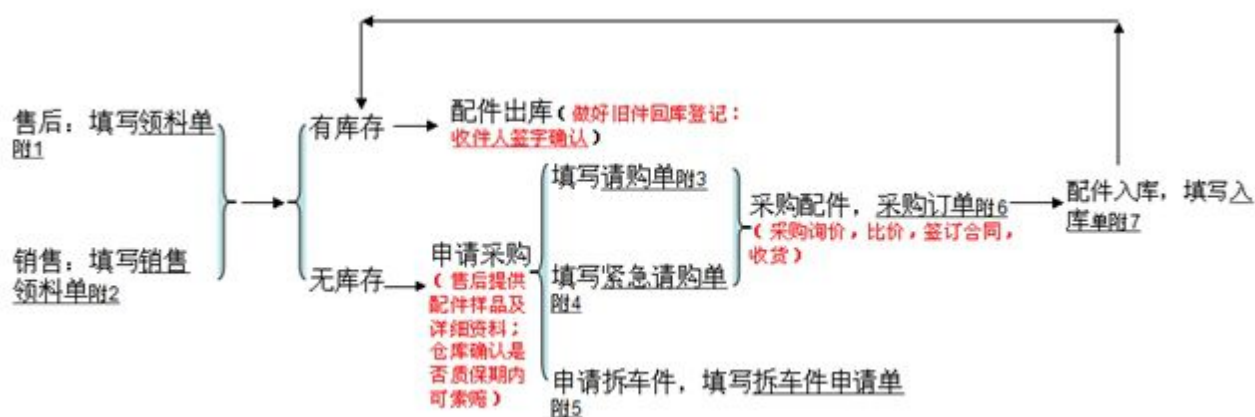 售后：填写领料单
附1
销售：填写销售
领料单附2
有库存
无库存
配件出库（做好旧件回库登记：
收件人签字确认）
申请采购
（售后提供
配件样品及
详细资料；
仓库确认是
否质保期内
可索赔）
填写请购单附3
填写紧急请购单
附4
申请拆车件，填写拆车件申请单
附5
采购配件，采购订单附6
（采购询价，比价，签订合同，
收货）
配件入库，填写入
库单附7